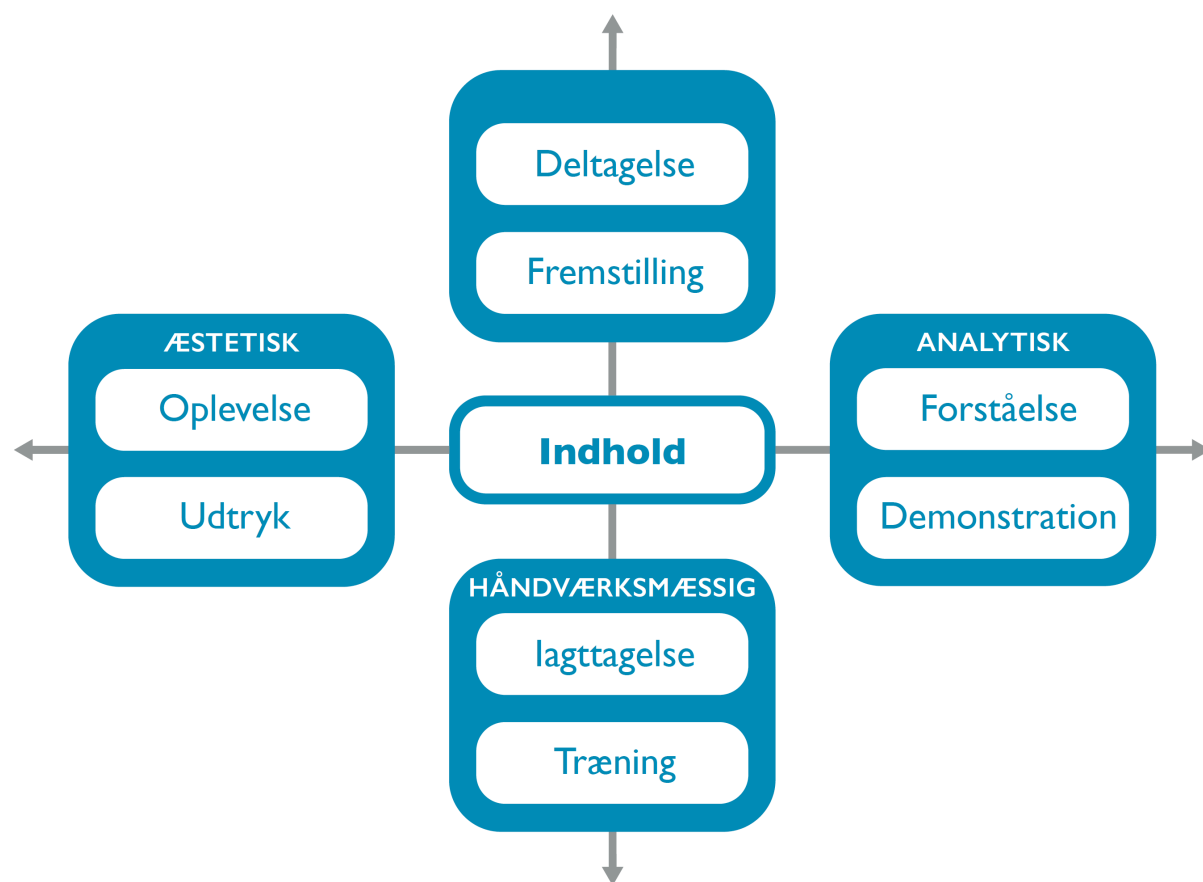 Deltagelse
Fremstilling
ÆSTETISK
Oplevelse
Udtryk
Indhold
ANALYTISK
Forståelse
Demonstration
HÅNDVÆRKSMÆSSIG
Iagttagelse
Træning